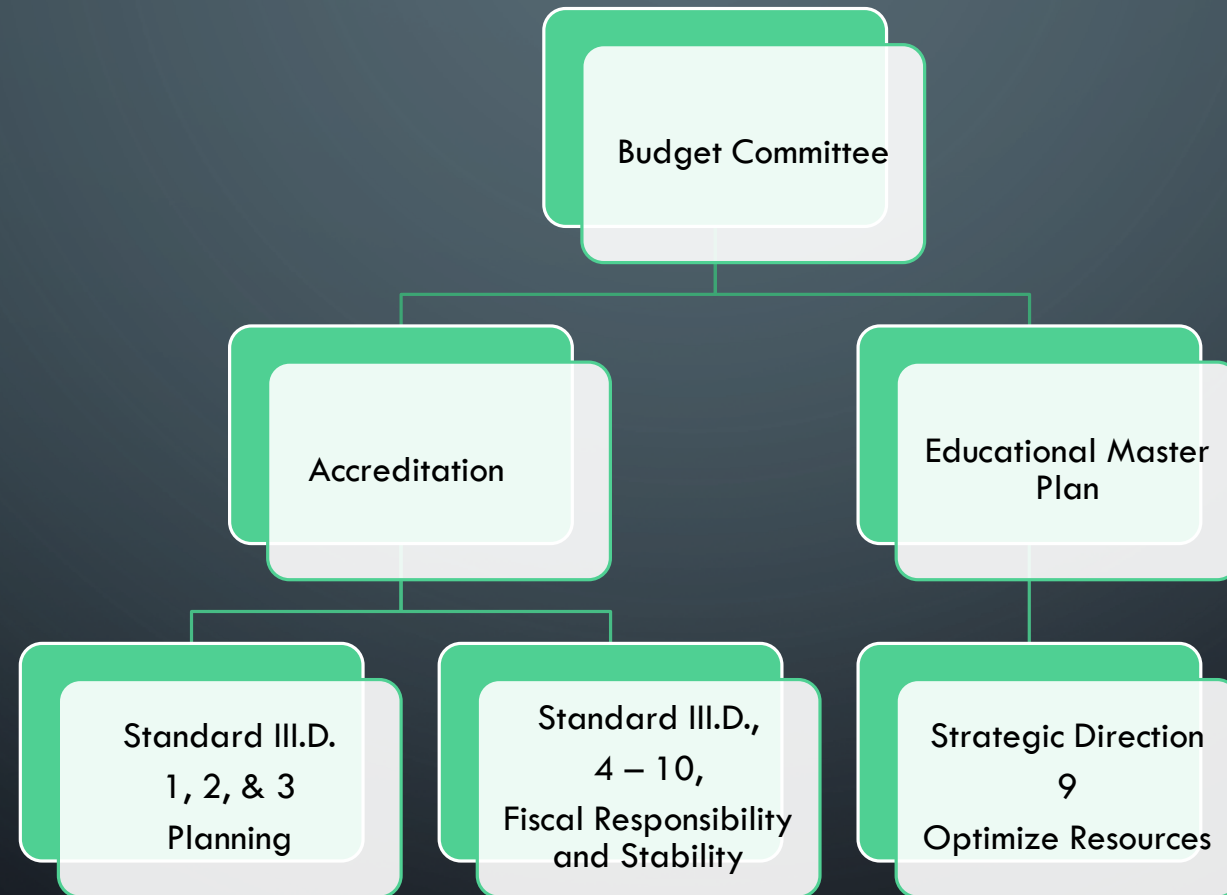 Budget Committee
Accreditation
Educational Master
Plan
Standard III.D.
1, 2, & 3
Planning
Standard III.D.,
4 – 10,
Fiscal Responsibility
and Stability
Strategic Direction
9
Optimize Resources